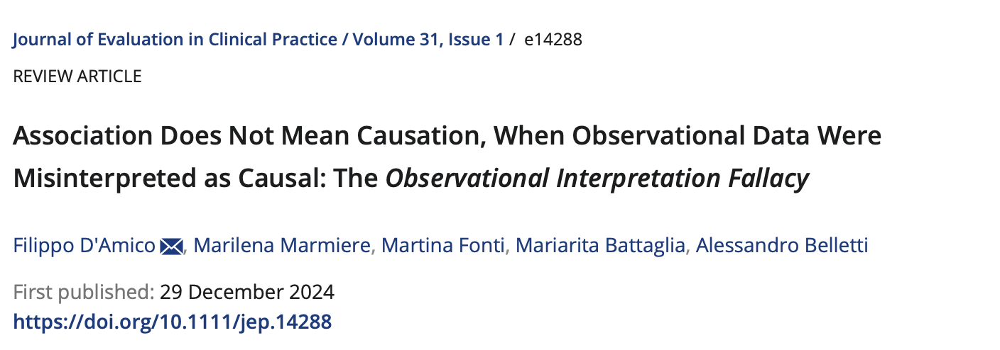 Journal of Evaluation in Clinical Practice / Volume 31, Issue 1 / e14288
REVIEW ARTICLE
Association Does Not Mean Causation, When Observational Data Were
Misinterpreted as Causal: The Observational Interpretation Fallacy
Filippo D'Amico, Marilena Marmiere, Martina Fonti, Mariarita Battaglia, Alessandro Belletti
First published: 29 December 2024
https://doi.org/10.1111/jep.14288